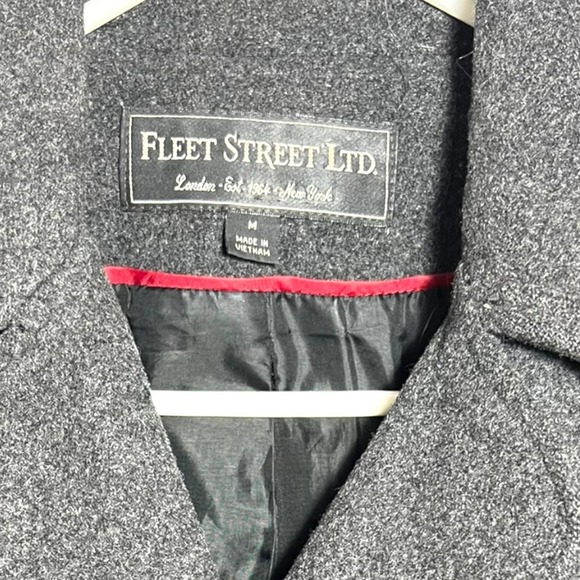 FLEET STREET LTD.
London - Est - 1964 - New York
M
MADE IN
VIETNAM